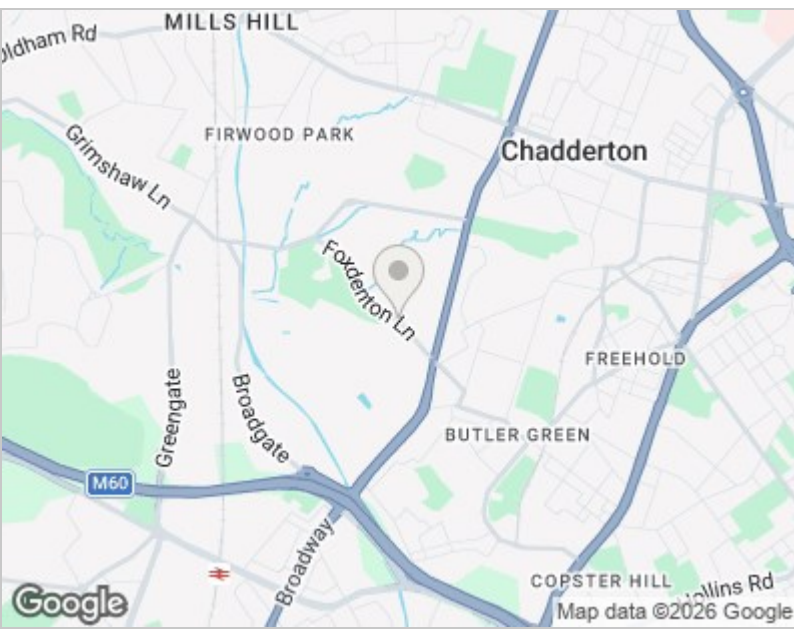 MILLS HILL
Oldham Rd
FIRWOOD PARK
Grimshaw Ln
Chadderton
Foxdenton Ln
FREEHOLD
Greengate
Broadgate
BUTLER GREEN
M60
Broadway
COPSTER HILL
Hollins Rd
Google
Map data ©2026 Google